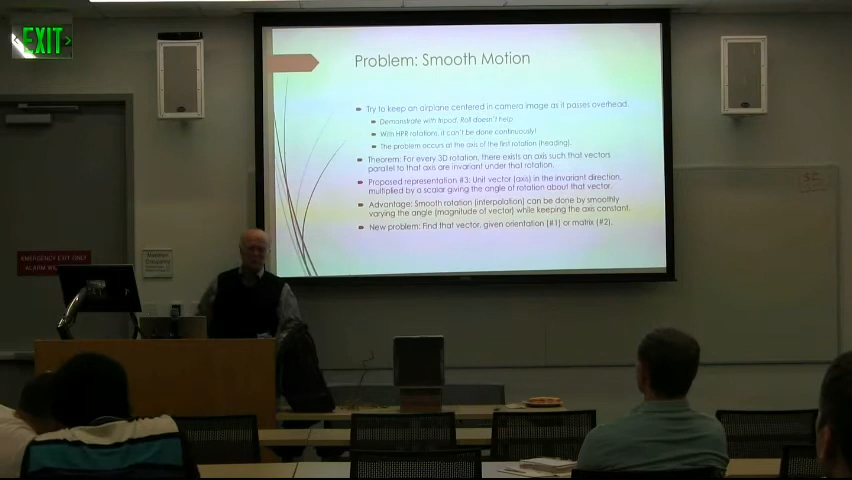 EXIT
Problem: Smooth Motion
Try to keep an airplane centered in camera image as it passes overhead.
Demonstrate with tripod. Roll doesn't help
With HPR rotations, it can't be done continuously!
The problem occurs at the axis of the first rotation (heading).
Theorem: For every 3D rotation, there exists an axis such that vectors
parallel to that axis are invariant under that rotation.
Proposed representation #3: Unit vector (axis) in the invariant direction,
multiplied by a scalar giving the angle of rotation about that vector.
Advantage: Smooth rotation (interpolation) can be done by smoothly
varying the angle (magnitude of vector) while keeping the axis constant.
New problem: Find that vector, given orientation (#1) or matrix (#2).
EMERGENCY EXIT ONLY
ALARM
Maximum
Occupancy